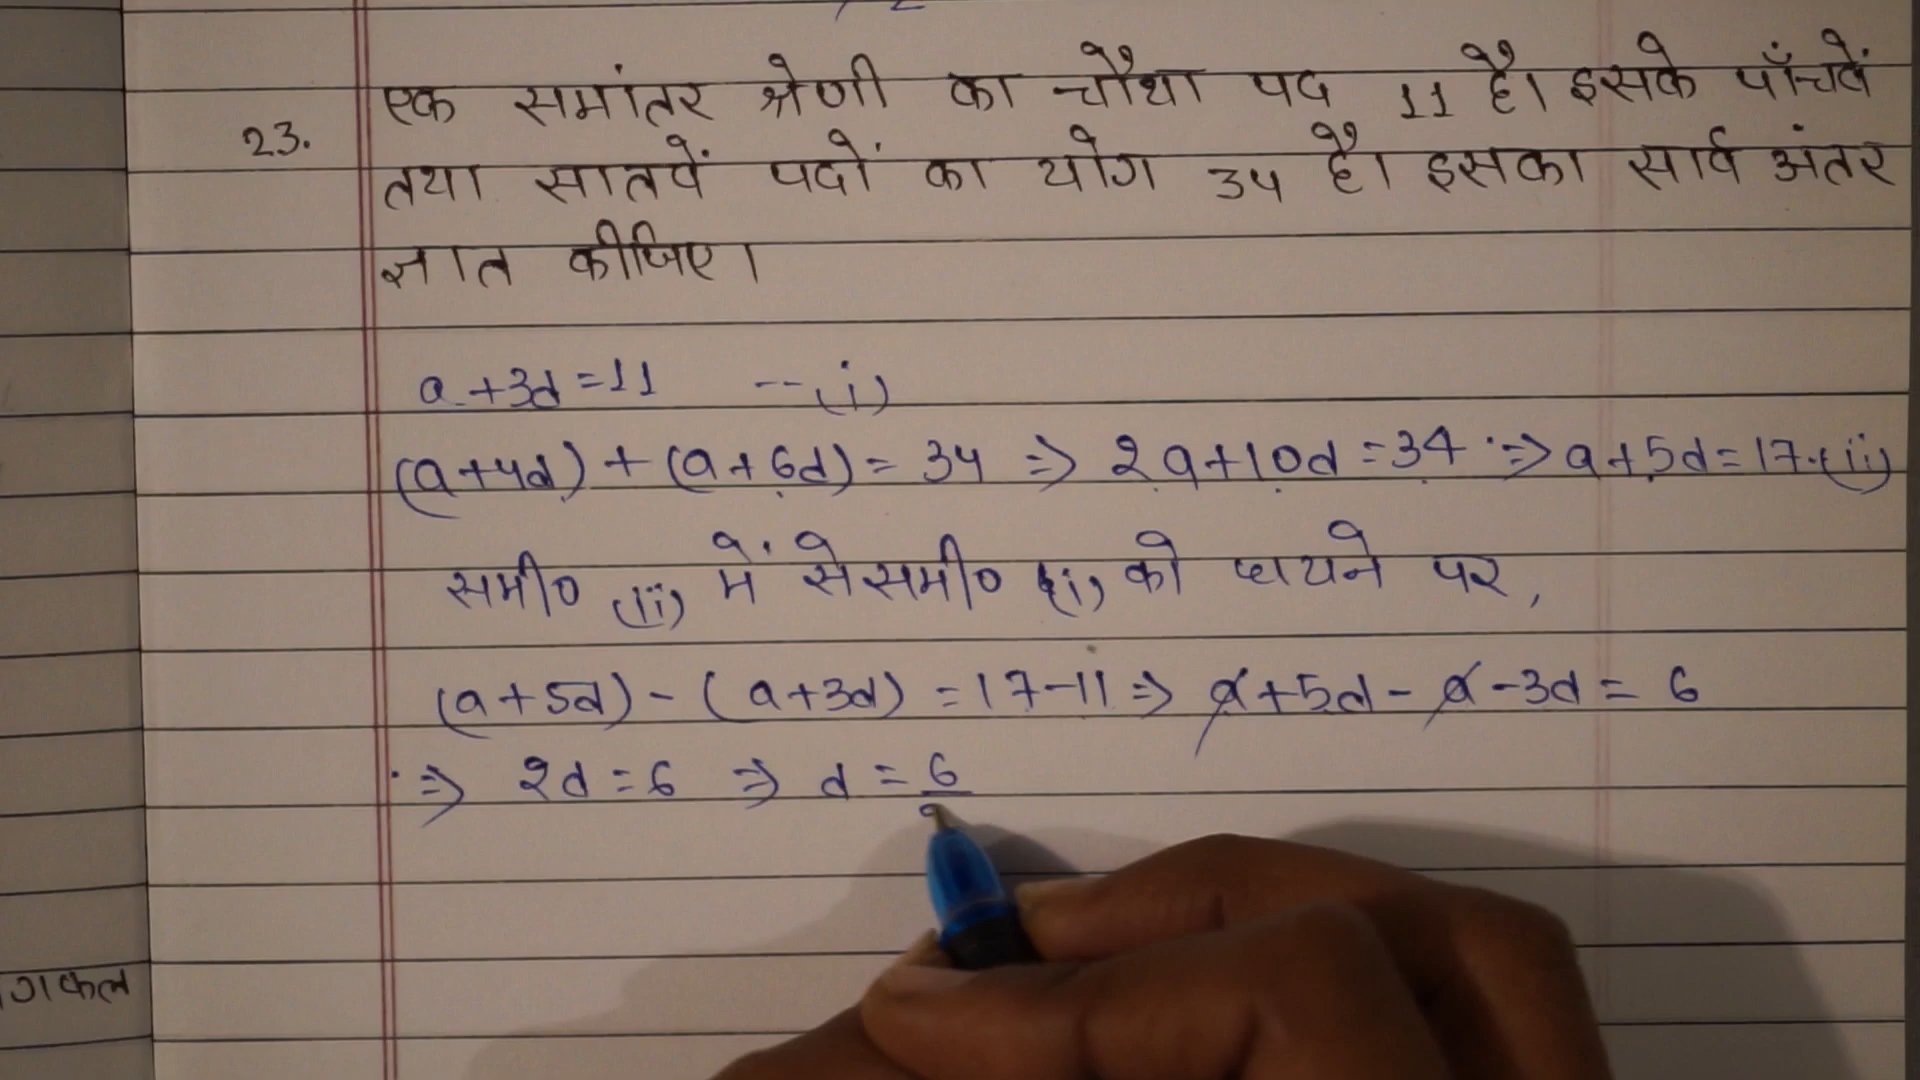 23. एक समांतर श्रेणी का चौथा पद 11 है। इसके पाँचवें
तथा सातवें पदों का योग 34 है। इसका सार्व अंतर
ज्ञात कीजिए।
a+3d=11 --(i)
(a+4d)+(a+6d)=34 ⇒ 2a+10d=34 ⇒ a+5d=17.(ii)
समी० (ii) में से समी० (i) को घटाने पर,
(a+5d)-(a+3d)=17-11 ⇒ a+5d-a-3d=6
⇒ 2d=6 ⇒ d=6/
गकल